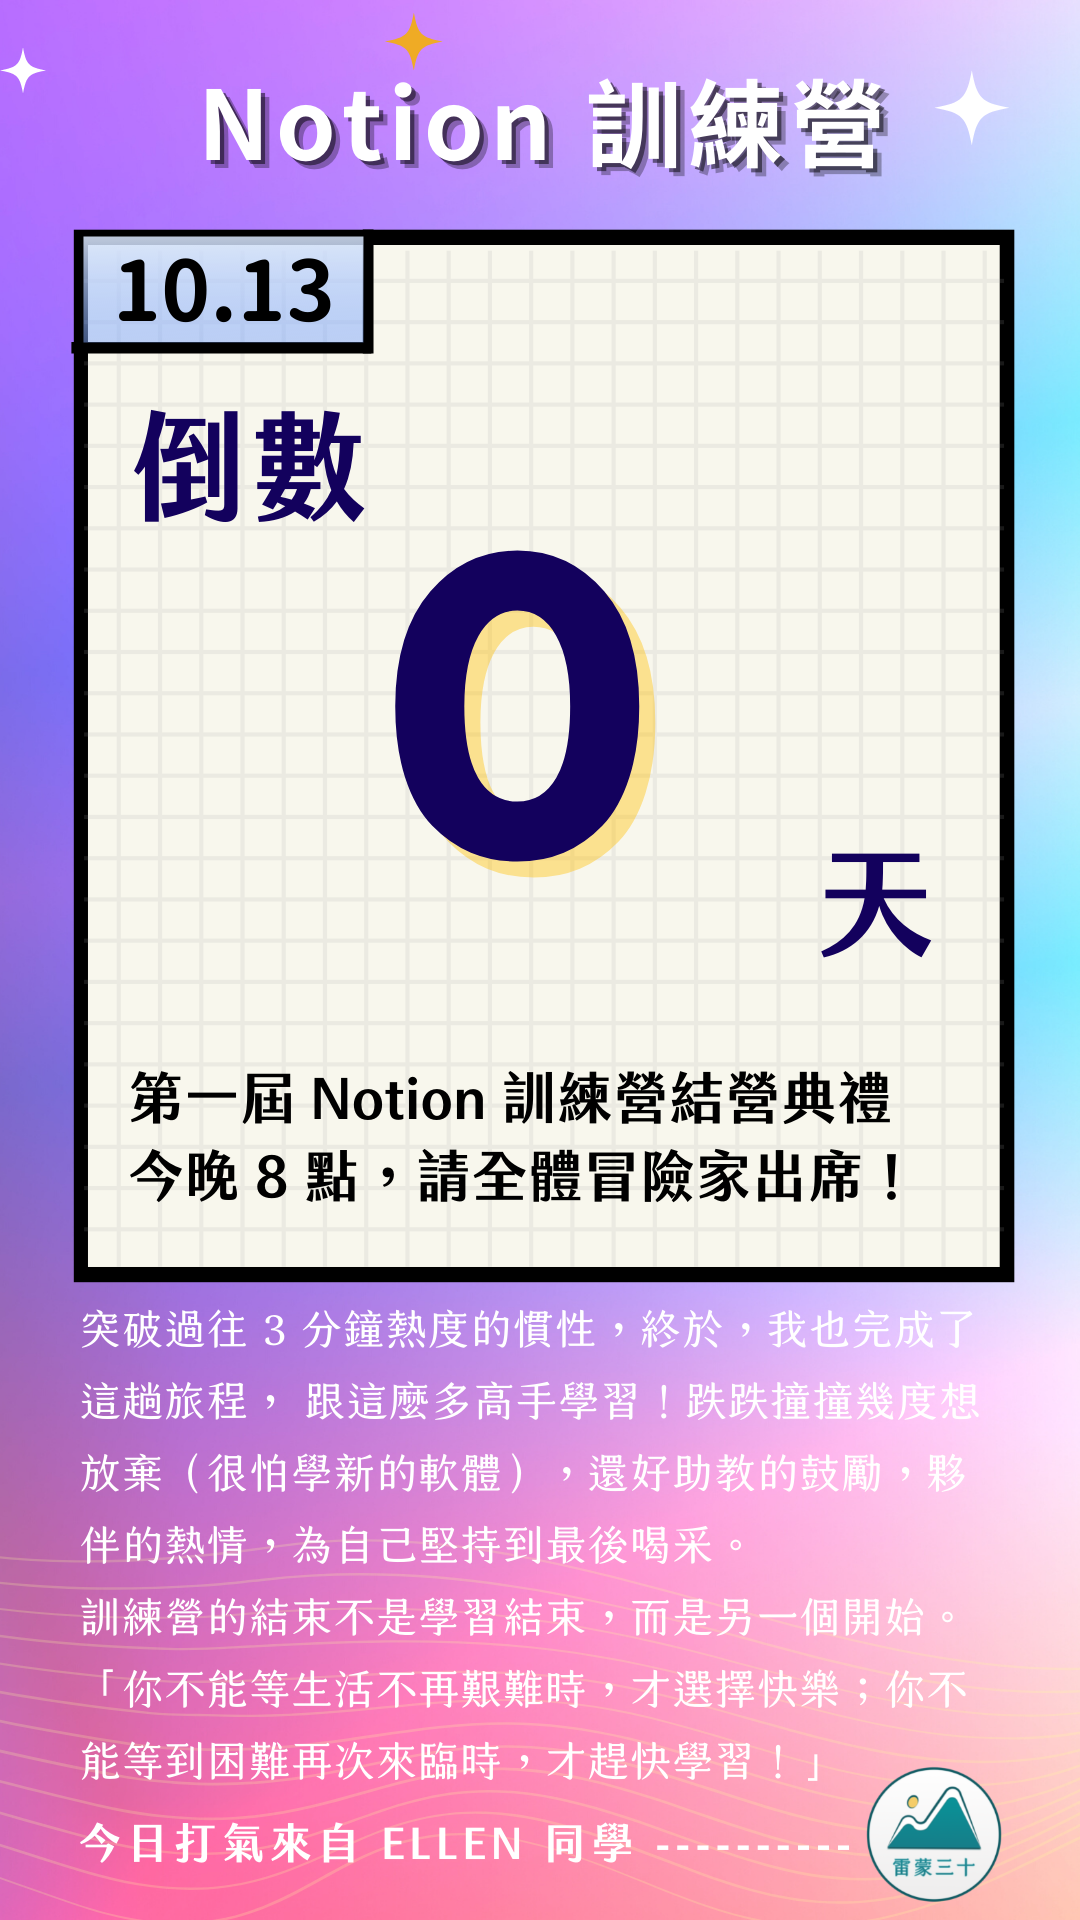 Notion 訓練營
10.13
倒數
0
天
第一屆 Notion 訓練營結營典禮
今晚 8 點，請全體冒險家出席！
突破過往 3 分鐘熱度的慣性，終於，我也完成了
這趟旅程， 跟這麼多高手學習！跌跌撞撞幾度想
放棄（很怕學新的軟體），還好助教的鼓勵，夥
伴的熱情，為自己堅持到最後喝采。
訓練營的結束不是學習結束，而是另一個開始。
「你不能等生活不再艱難時，才選擇快樂；你不
能等到困難再次來臨時，才趕快學習！」
今日打氣來自 ELLEN 同學 ----------
雷蒙三十